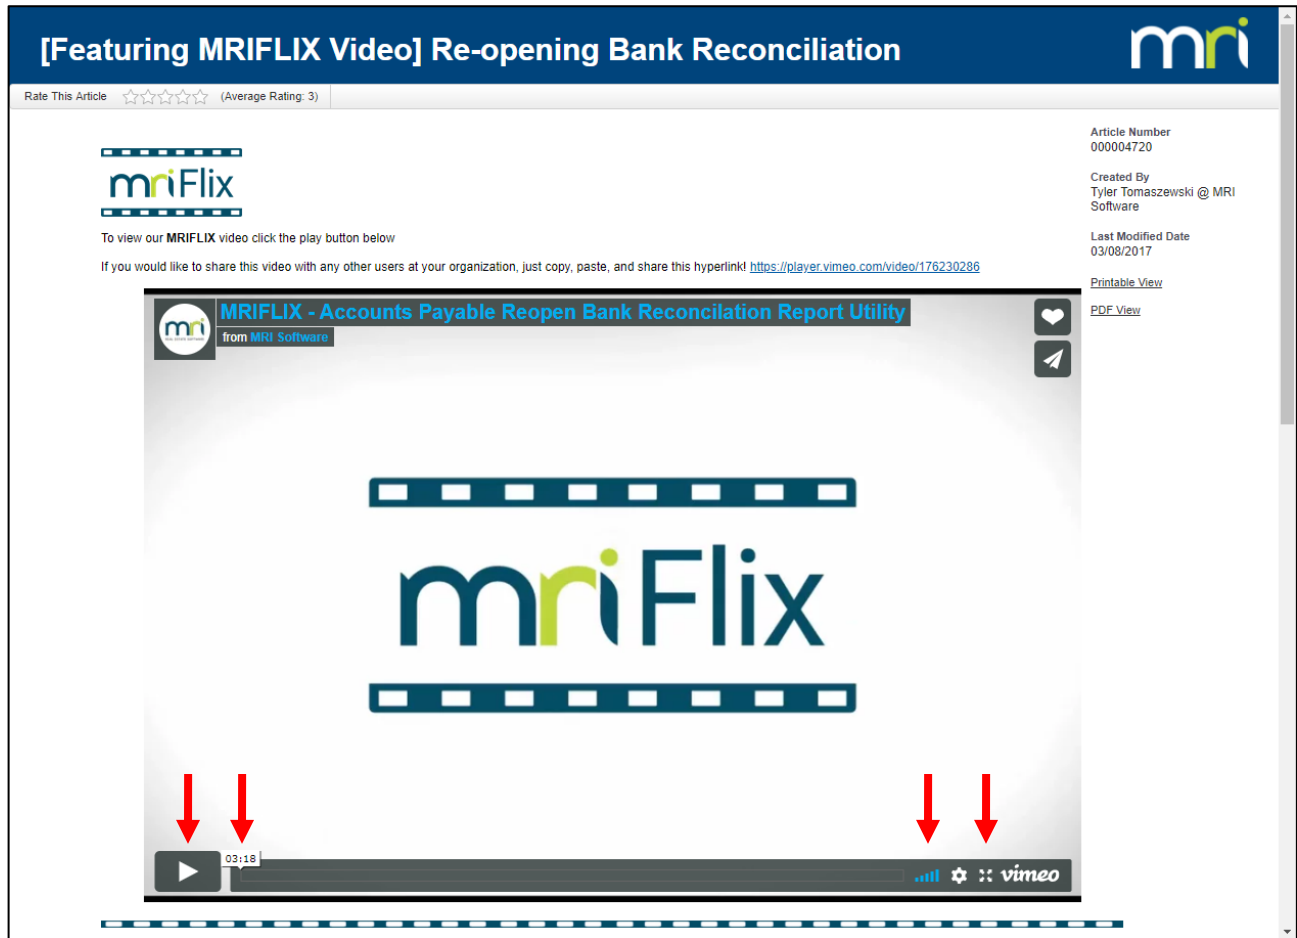 [Featuring MRIFLIX Video] Re-opening Bank Reconciliation
mri
Rate This Article (Average Rating: 3)
mriFlix
To view our MRIFLIX video click the play button below
If you would like to share this video with any other users at your organization, just copy, paste, and share this hyperlink! https://player.vimeo.com/video/176230286
Article Number
000004720
Created By
Tyler Tomaszewski @ MRI
Software
Last Modified Date
03/08/2017
Printable View
PDF View
mri
MRIFLIX - Accounts Payable Reopen Bank Reconcilation Report Utility
from MRI Software
mriFlix
03:18
vimeo